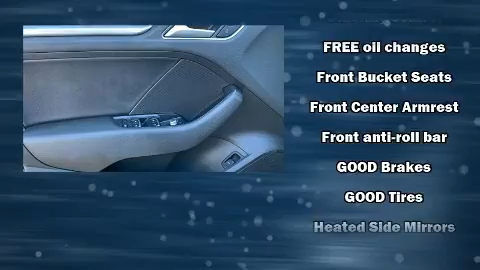 FREE oil changes
Front Bucket Seats
Front Center Armrest
Front anti-roll bar
GOOD Brakes
GOOD Tires
Heated Side Mirrors